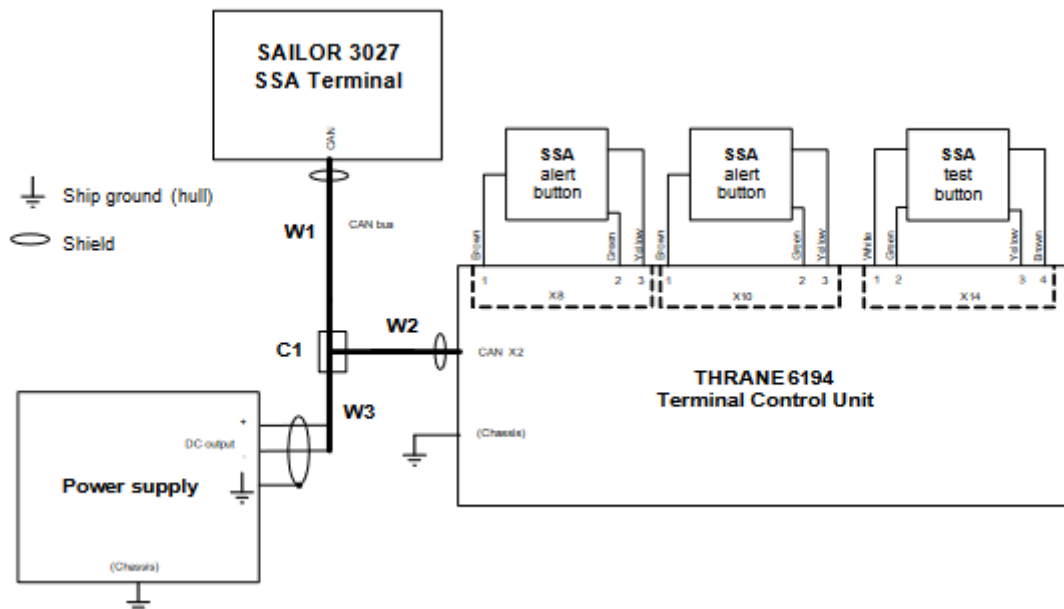 SAILOR 3027
SSA Terminal
CAN
Ship ground (hull)
Shield
W1
CAN bus
SSA
alert
button
SSA
alert
button
SSA
test
button
Brown
Green
Yellow
Brown
Green
Yellow
White
Green
Yellow
Brown
1 2 3
X8
1 2 3
X10
1 2 3 4
X14
C1
W2
CAN X2
THRANE 6194
Terminal Control Unit
W3
(Chassis)
+
DC output
-
Power supply
(Chassis)